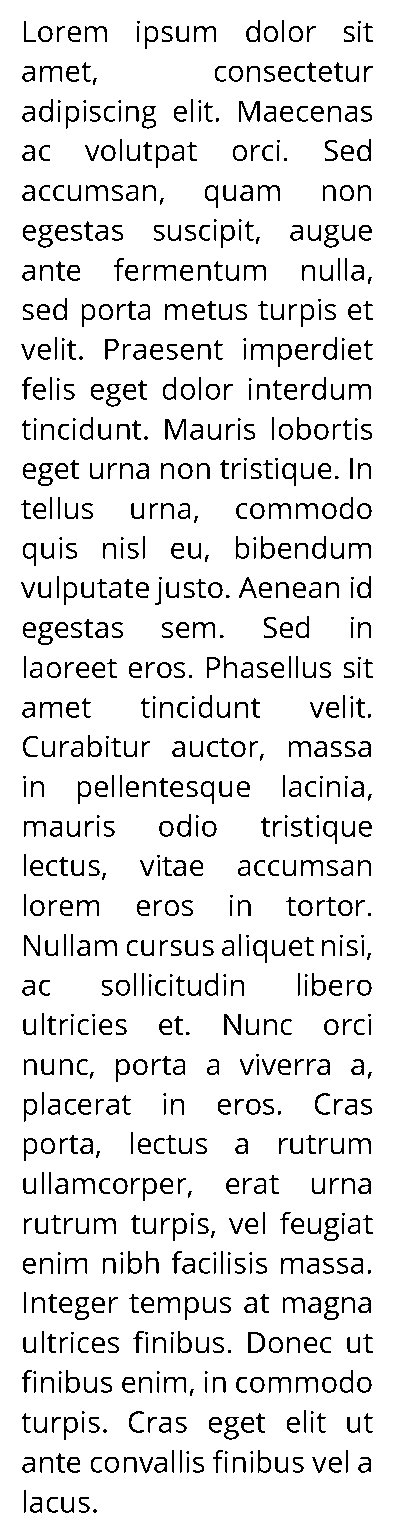 Lorem ipsum dolor sit
amet, consectetur
adipiscing elit. Maecenas
ac volutpat orci. Sed
accumsan, quam non
egestas suscipit, augue
ante fermentum nulla,
sed porta metus turpis et
velit. Praesent imperdiet
felis eget dolor interdum
tincidunt. Mauris lobortis
eget urna non tristique. In
tellus urna, commodo
quis nisl eu, bibendum
vulputate justo. Aenean id
egestas sem. Sed in
laoreet eros. Phasellus sit
amet tincidunt velit.
Curabitur auctor, massa
in pellentesque lacinia,
mauris odio tristique
lectus, vitae accumsan
lorem eros in tortor.
Nullam cursus aliquet nisi,
ac sollicitudin libero
ultricies et. Nunc orci
nunc, porta a viverra a,
placerat in eros. Cras
porta, lectus a rutrum
ullamcorper, erat urna
rutrum turpis, vel feugiat
enim nibh facilisis massa.
Integer tempus at magna
ultrices finibus. Donec ut
finibus enim, in commodo
turpis. Cras eget elit ut
ante convallis finibus vel a
lacus.